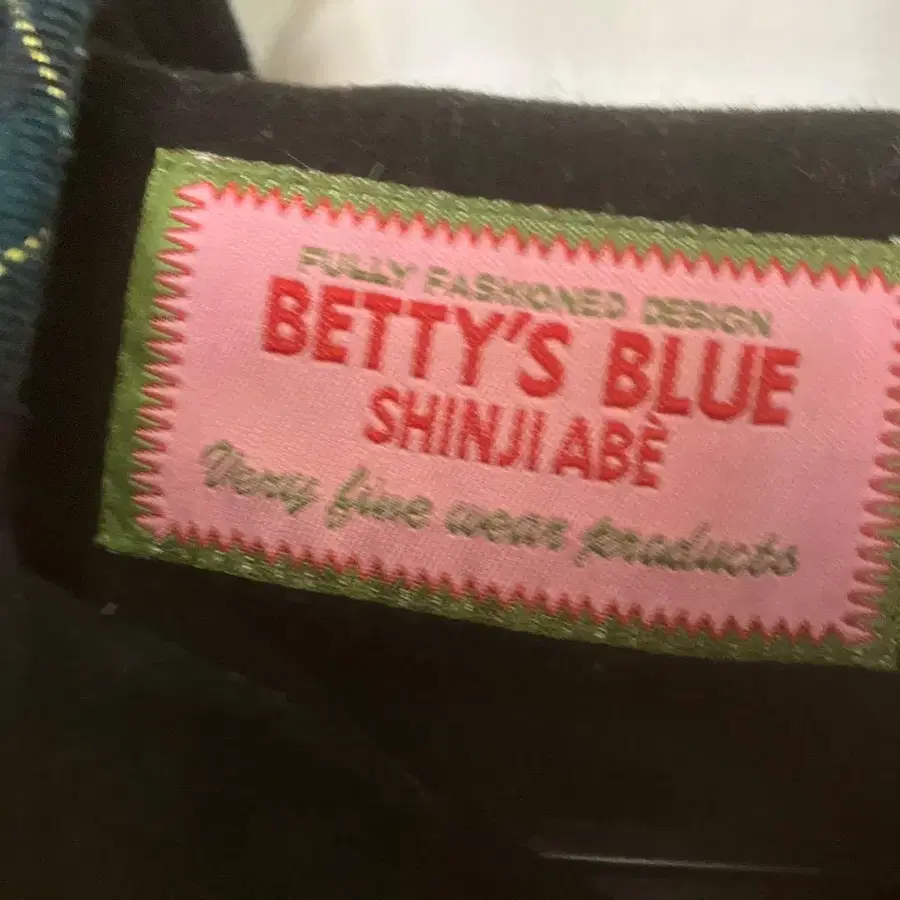 FULLY FASHIONED DESIGN
BETTY'S BLUE
SHINJI ABÈ
Very fine wear products